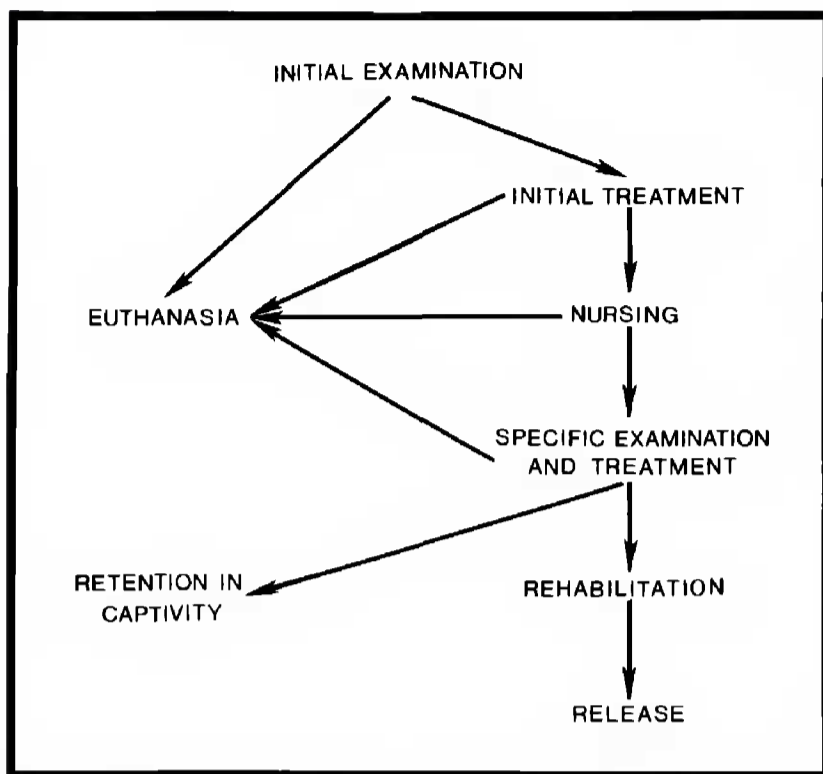 INITIAL EXAMINATION
INITIAL TREATMENT
EUTHANASIA
NURSING
SPECIFIC EXAMINATION
AND TREATMENT
RETENTION IN
CAPTIVITY
REHABILITATION
RELEASE